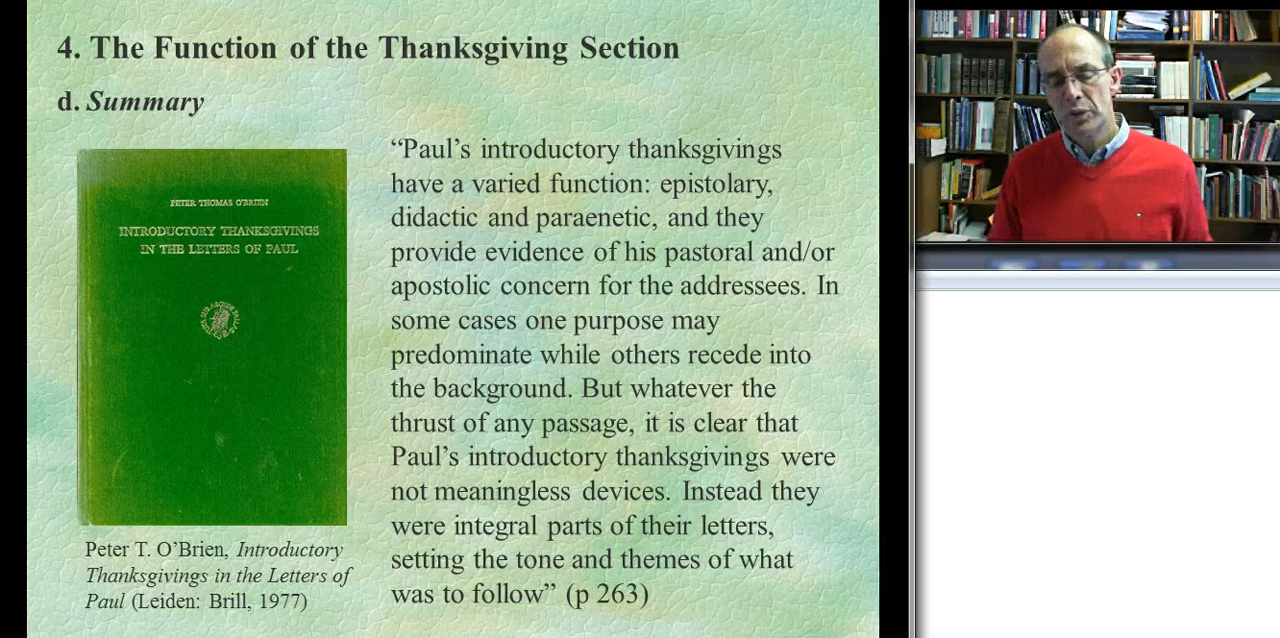 4. The Function of the Thanksgiving Section
d. Summary
PETER THOMAS O'BRIEN
INTRODUCTORY THANKSGIVINGS
IN THE LETTERS OF PAUL
Peter T. O’Brien, Introductory
Thanksgivings in the Letters of
Paul (Leiden: Brill, 1977)
“Paul’s introductory thanksgivings
have a varied function: epistolary,
didactic and paraenetic, and they
provide evidence of his pastoral and/or
apostolic concern for the addressees. In
some cases one purpose may
predominate while others recede into
the background. But whatever the
thrust of any passage, it is clear that
Paul’s introductory thanksgivings were
not meaningless devices. Instead they
were integral parts of their letters,
setting the tone and themes of what
was to follow” (p 263)